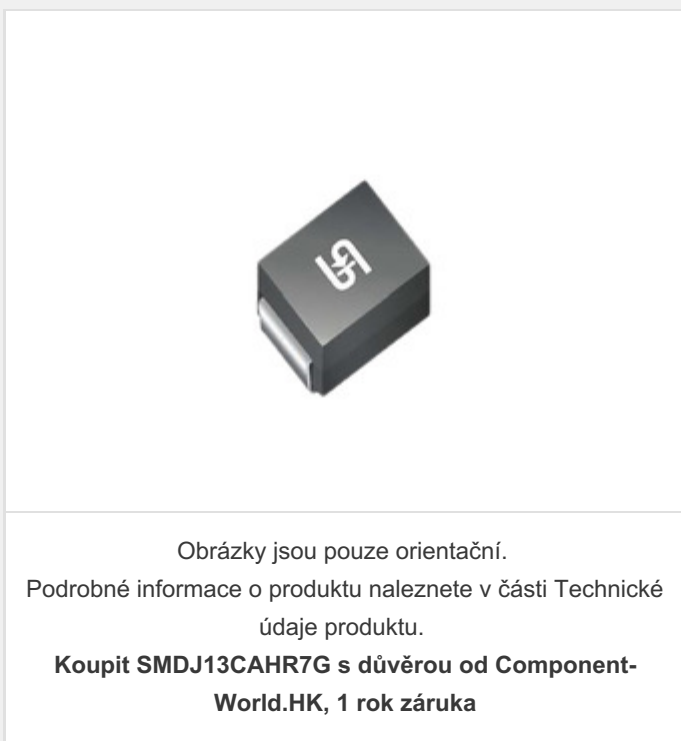 Obrázky jsou pouze orientační.
Podrobné informace o produktu naleznete v části Technické
údaje produktu.
Koupit SMDJ13CAHR7G s důvěrou od Component-
World.HK, 1 rok záruka